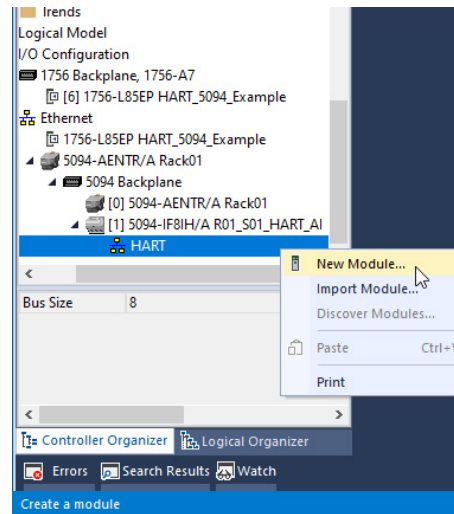 Trends
Logical Model
I/O Configuration
1756 Backplane, 1756-A7
[6] 1756-L85EP HART_5094_Example
Ethernet
1756-L85EP HART_5094_Example
5094-AENTR/A Rack01
5094 Backplane
[0] 5094-AENTR/A Rack01
[1] 5094-IF8IH/A R01_S01_HART_AI
HART
New Module...
Import Module...
Discover Modules...
Paste Ctrl+V
Print
Bus Size 8
Controller Organizer Logical Organizer
Errors Search Results Watch
Create a module